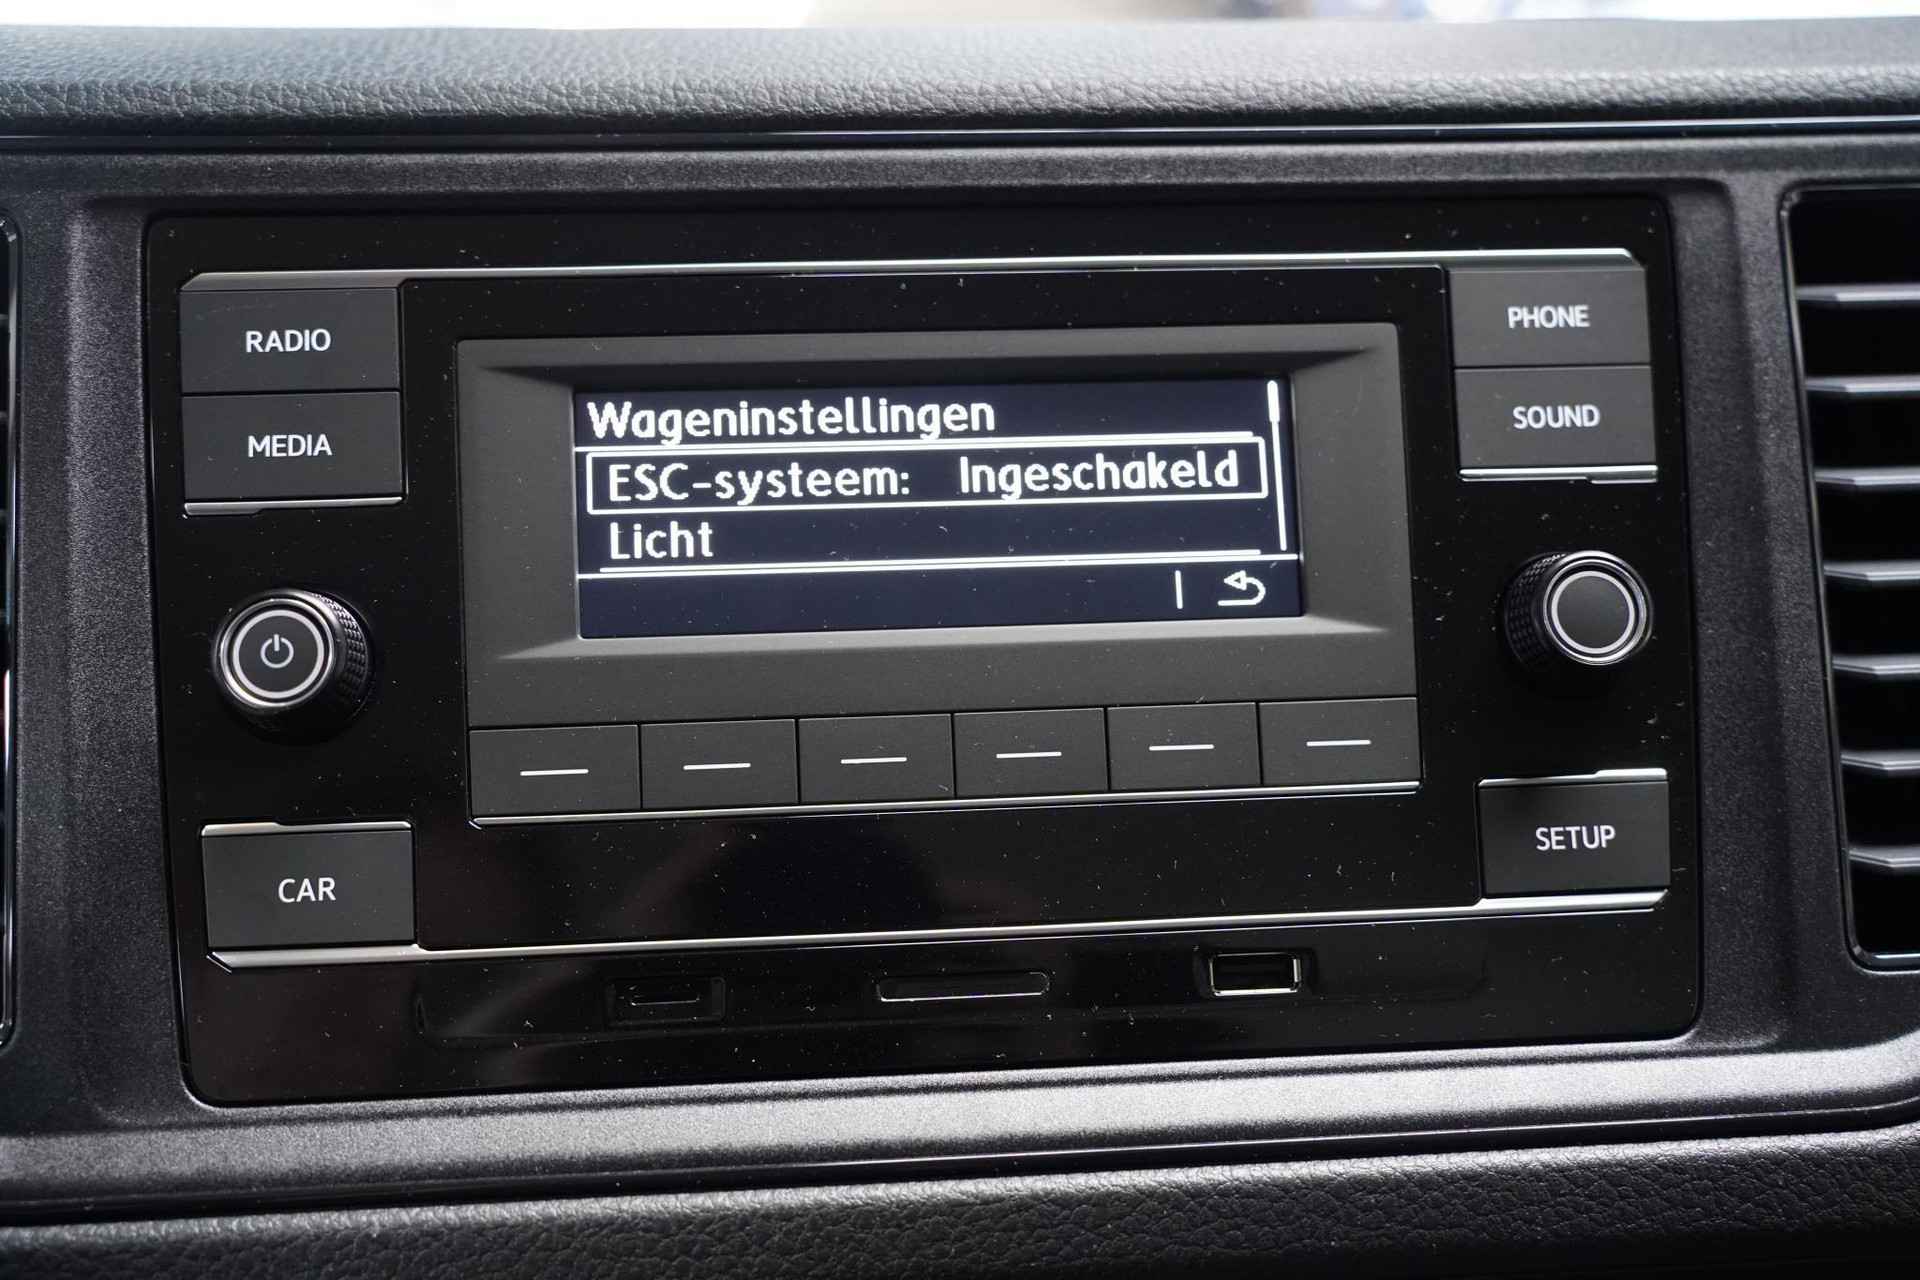 RADIO
MEDIA
PHONE
SOUND
Wageninstellingen
ESC-systeem: Ingeschakeld
Licht
CAR
SETUP